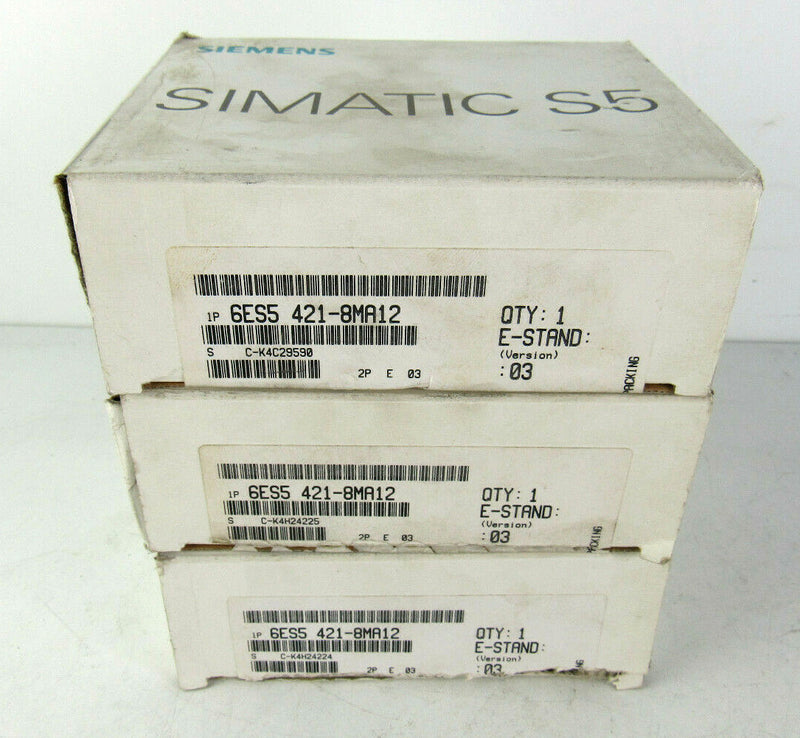 SIEMENS
SIMATIC S5
1P 6ES5 421-8MA12
QTY: 1
E-STAND:
(Version)
S C-K4C29590
:03
2P E 03
PACKING
1P 6ES5 421-8MA12
QTY: 1
E-STAND:
(Version)
S C-K4H24225
:03
2P E 03
PACKING
1P 6ES5 421-8MA12
QTY: 1
E-STAND:
(Version)
S C-K4H24224
:03
2P E 03